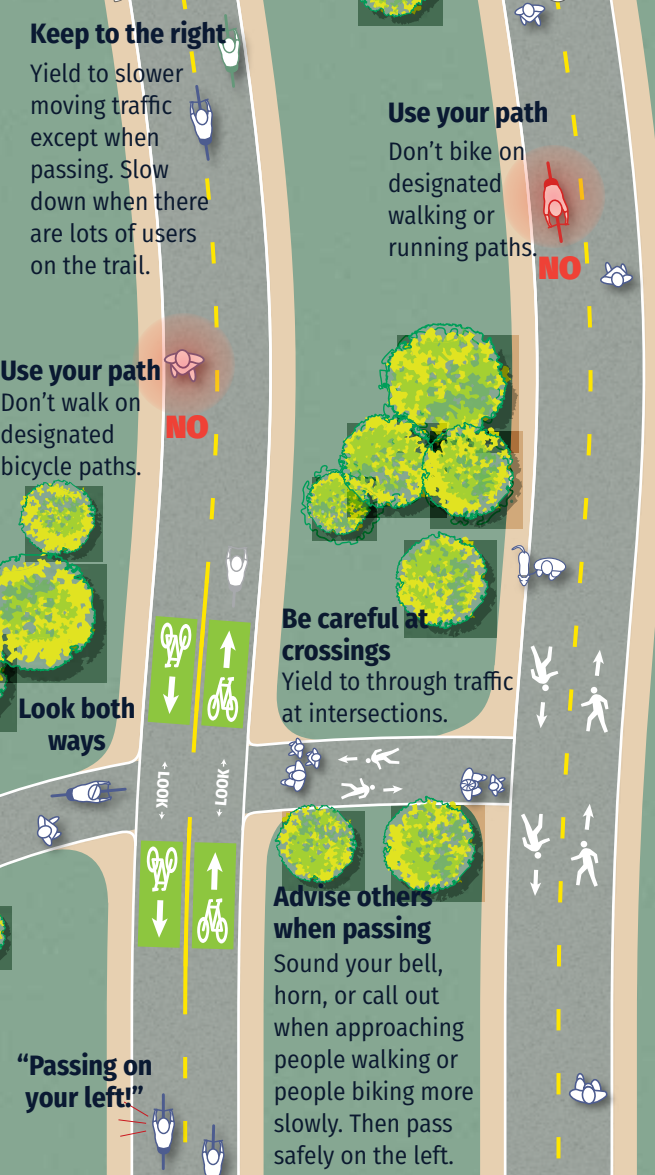 Keep to the right
Yield to slower
moving traffic
except when
passing. Slow
down when there
are lots of users
on the trail.
Use your path
Don't bike on
designated
walking or
running paths.
NO
Use your path
Don't walk on
designated
bicycle paths.
NO
Be careful at
crossings
Yield to through traffic
at intersections.
Look both
ways
LOOK
LOOK
Advise others
when passing
Sound your bell,
horn, or call out
when approaching
people walking or
people biking more
slowly. Then pass
safely on the left.
“Passing on
your left!”